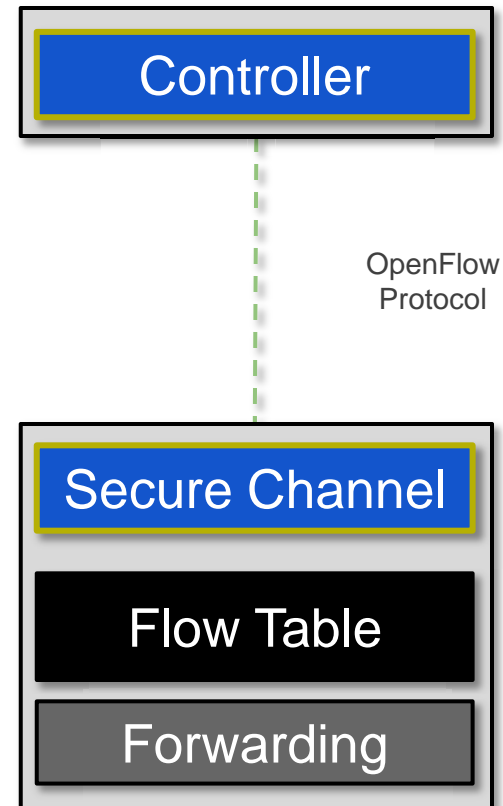 Controller
OpenFlow
Protocol
Secure Channel
Flow Table
Forwarding